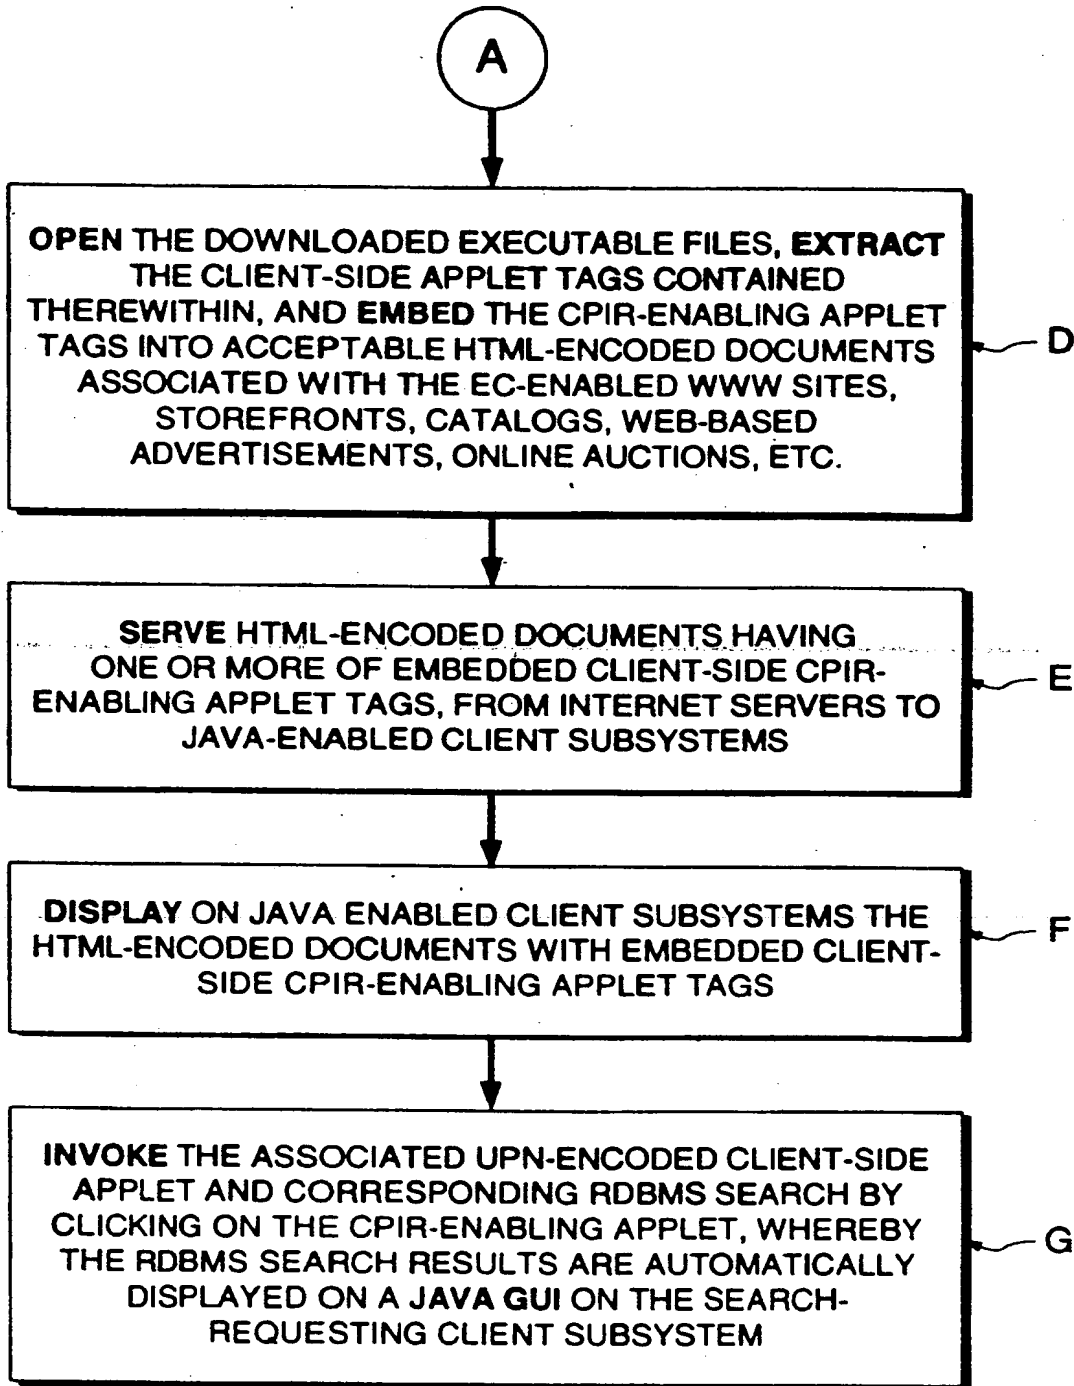 A
OPEN THE DOWNLOADED EXECUTABLE FILES, EXTRACT
THE CLIENT-SIDE APPLET TAGS CONTAINED
THEREWITHIN, AND EMBED THE CPIR-ENABLING APPLET
TAGS INTO ACCEPTABLE HTML-ENCODED DOCUMENTS
ASSOCIATED WITH THE EC-ENABLED WWW SITES,
STOREFRONTS, CATALOGS, WEB-BASED
ADVERTISEMENTS, ONLINE AUCTIONS, ETC.
D
SERVE HTML-ENCODED DOCUMENTS HAVING
ONE OR MORE OF EMBEDDED CLIENT-SIDE CPIR-
ENABLING APPLET TAGS, FROM INTERNET SERVERS TO
JAVA-ENABLED CLIENT SUBSYSTEMS
E
DISPLAY ON JAVA ENABLED CLIENT SUBSYSTEMS THE
HTML-ENCODED DOCUMENTS WITH EMBEDDED CLIENT-
SIDE CPIR-ENABLING APPLET TAGS
F
INVOKE THE ASSOCIATED UPN-ENCODED CLIENT-SIDE
APPLET AND CORRESPONDING RDBMS SEARCH BY
CLICKING ON THE CPIR-ENABLING APPLET, WHEREBY
THE RDBMS SEARCH RESULTS ARE AUTOMATICALLY
DISPLAYED ON A JAVA GUI ON THE SEARCH-
REQUESTING CLIENT SUBSYSTEM
G